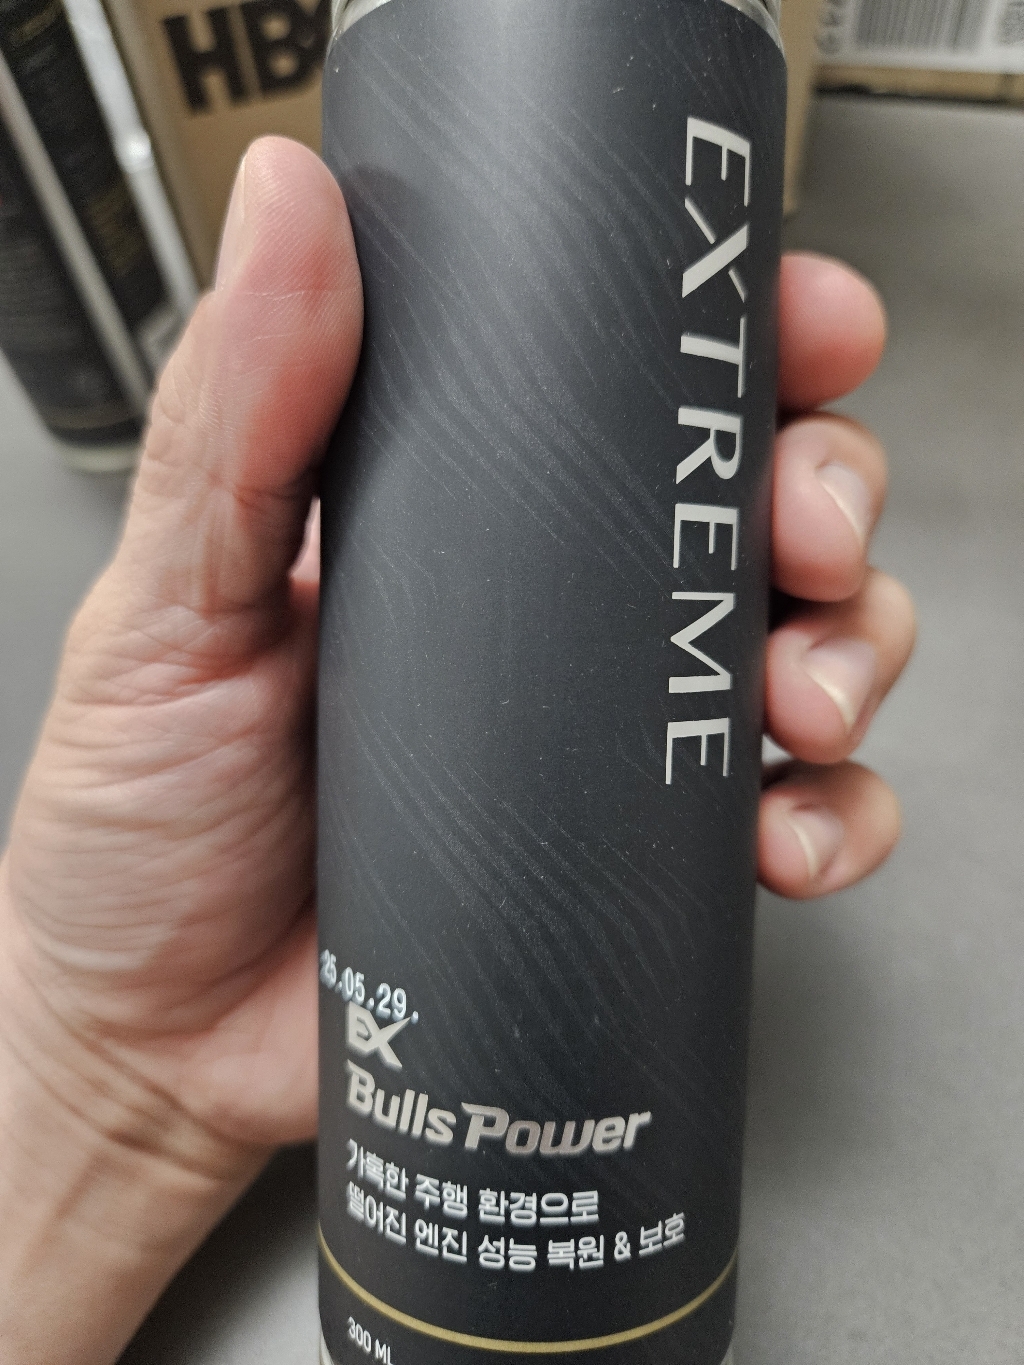 EXTREME
25.05.29.
EX
Bulls Power
가혹한 주행 환경으로
떨어진 엔진 성능 복원 & 보호
300 ML